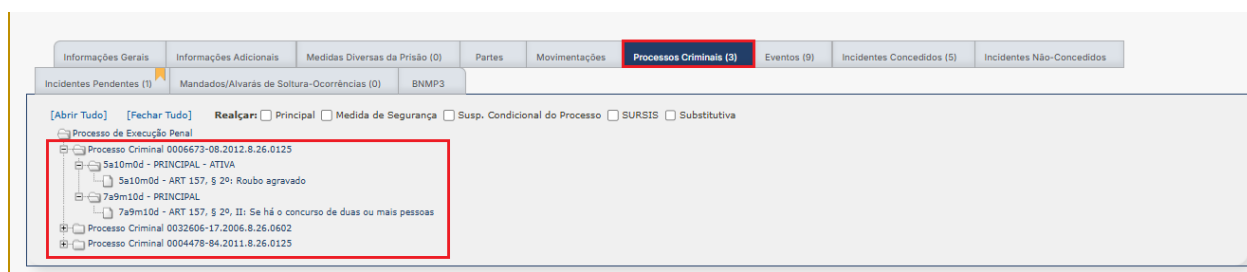 Informações Gerais Informações Adicionais Medidas Diversas da Prisão (0) Partes Movimentações Processos Criminais (3) Eventos (9) Incidentes Concedidos (5) Incidentes Não-Concedidos
Incidentes Pendentes (1) Mandados/Alvarás de Soltura-Ocorrências (0) BNMP3
[Abrir Tudo] [Fechar Tudo] Realçar: Principal Medida de Segurança Susp. Condicional do Processo SURSIS Substitutiva
Processo de Execução Penal
Processo Criminal 0006673-08.2012.8.26.0125
5a10m0d - PRINCIPAL - ATIVA
5a10m0d - ART 157, § 2º: Roubo agravado
7a9m10d - PRINCIPAL
7a9m10d - ART 157, § 2º, II: Se há o concurso de duas ou mais pessoas
Processo Criminal 0032606-17.2006.8.26.0602
Processo Criminal 0004478-84.2011.8.26.0125